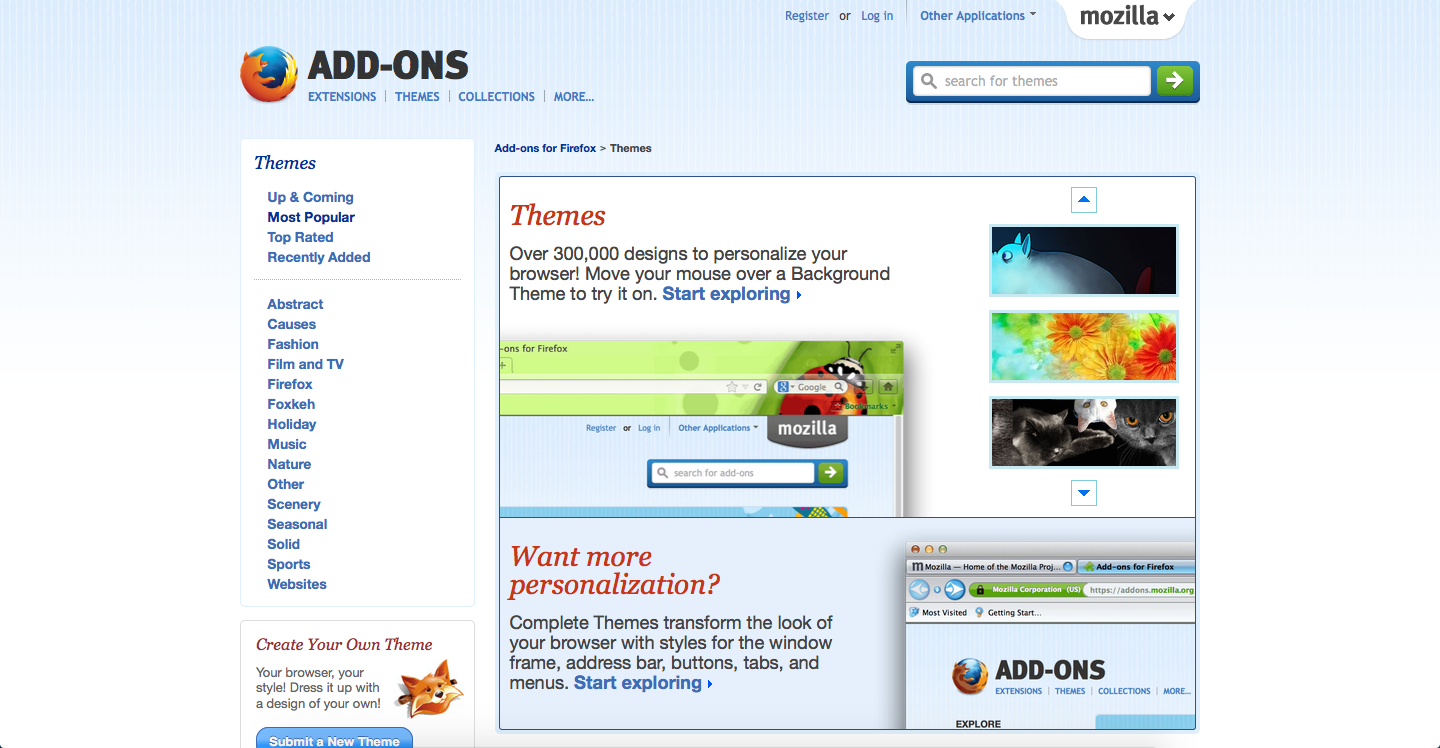 Register or Log in Other Applications mozilla
ADD-ONS
EXTENSIONS THEMES COLLECTIONS MORE...
search for themes
Add-ons for Firefox > Themes
Themes
Up & Coming
Most Popular
Top Rated
Recently Added
Abstract
Causes
Fashion
Film and TV
Firefox
Foxkeh
Holiday
Music
Nature
Other
Scenery
Seasonal
Solid
Sports
Websites
Create Your Own Theme
Your browser, your
style! Dress it up with
a design of your own!
Submit a New Theme
Themes
Over 300,000 designs to personalize your
browser! Move your mouse over a Background
Theme to try it on. Start exploring
-ons for Firefox
Google
Bookmarks
Register or Log in Other Applications mozilla
search for add-ons
Want more
personalization?
Complete Themes transform the look of
your browser with styles for the window
frame, address bar, buttons, tabs, and
menus. Start exploring
Mozilla — Home of the Mozilla Proj... Add-ons for Firefox
Mozilla Corporation (US) https://addons.mozilla.org
Most Visited Getting Start...
ADD-ONS
EXTENSIONS THEMES COLLECTIONS MORE...
EXPLORE